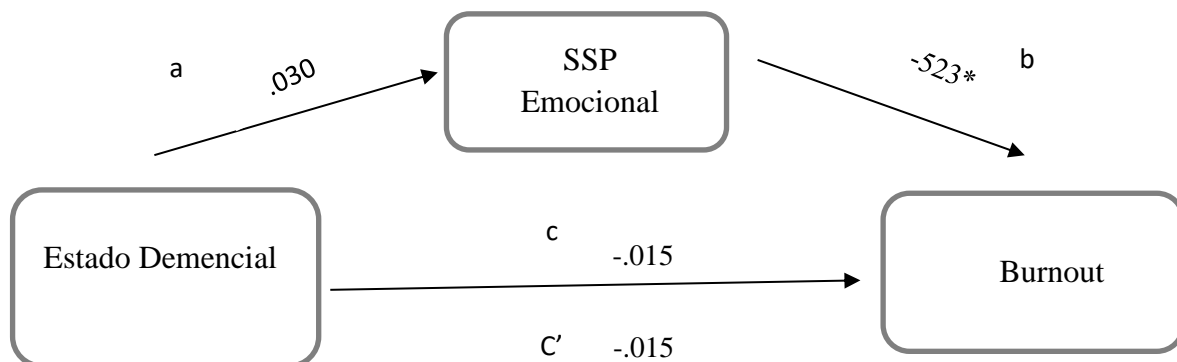 a
.030
SSP
Emocional
-523*
b
Estado Demencial
c
-.015
Burnout
C’
-.015